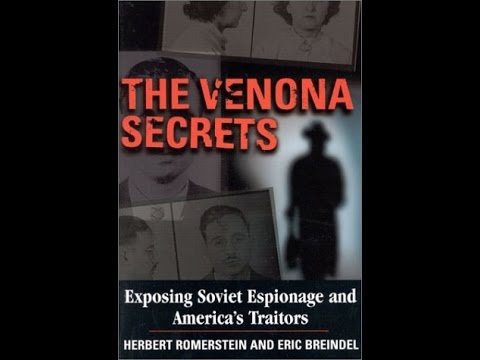 THE VENONA
SECRETS
Exposing Soviet Espionage and
America's Traitors
HERBERT ROMERSTEIN AND ERIC BREINDEL